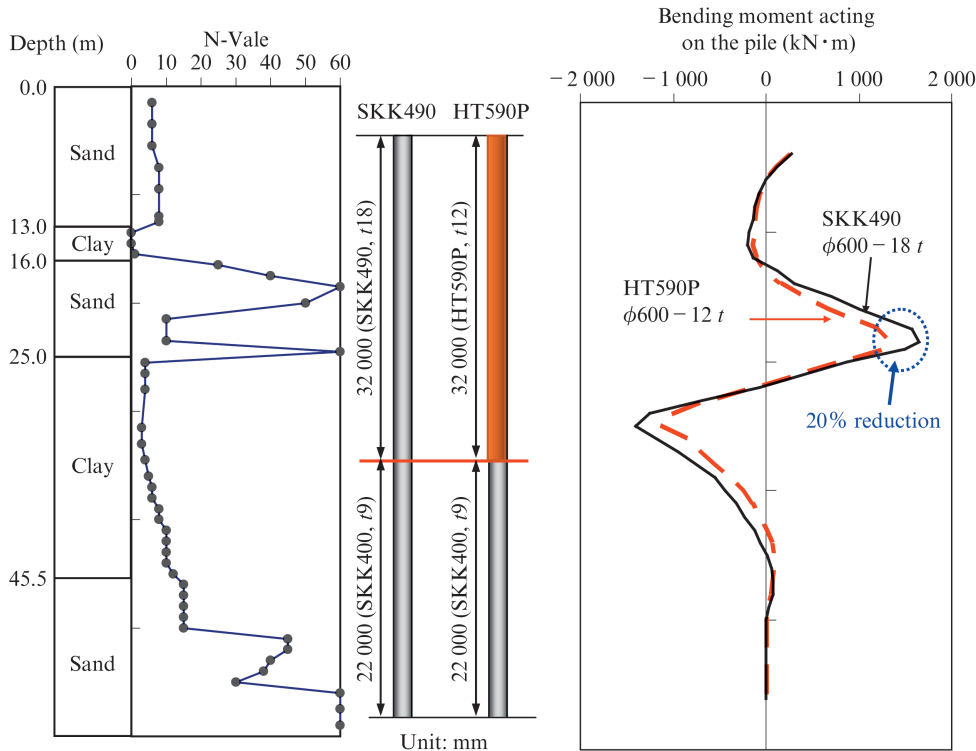 Depth (m)
N-Vale
0 10 20 30 40 50 60
0.0
Sand
13.0
Clay
16.0
Sand
25.0
Clay
45.5
Sand
SKK490 HT590P
32 000 (SKK490, t18)
32 000 (HT590P, t12)
22 000 (SKK400, t9)
22 000 (SKK400, t9)
Unit: mm
Bending moment acting
on the pile (kN·m)
−2 000 −1 000 0 1 000 2 000
SKK490
ϕ600−18 t
HT590P
ϕ600−12 t
20% reduction